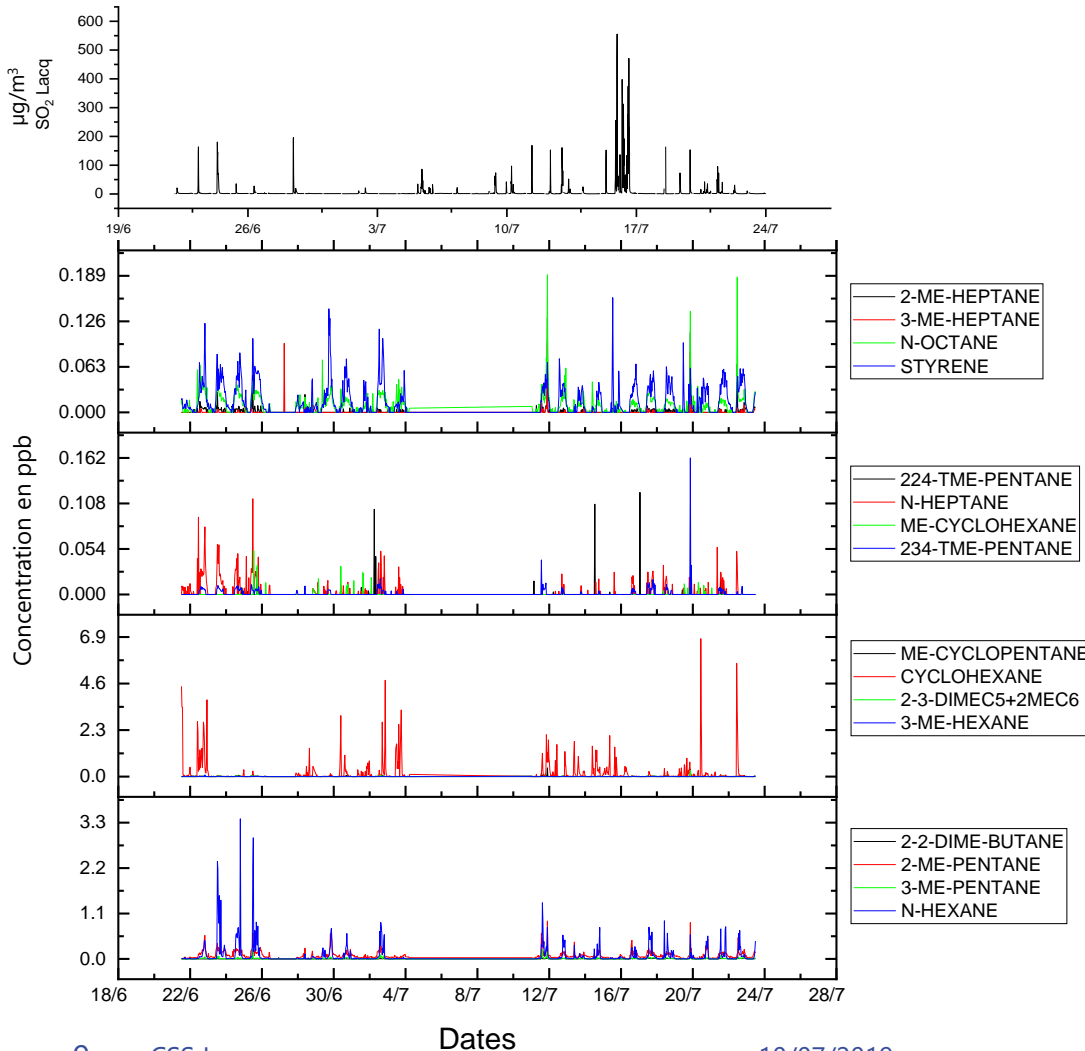 600
500
400
300
200
100
0
µg/m³
SO₂ Lacq
19/6 26/6 3/7 10/7 17/7 24/7
0.189
0.126
0.063
0.000
2-ME-HEPTANE
3-ME-HEPTANE
N-OCTANE
STYRENE
0.162
0.108
0.054
0.000
224-TME-PENTANE
N-HEPTANE
ME-CYCLOHEXANE
234-TME-PENTANE
Concentration en ppb
6.9
4.6
2.3
0.0
ME-CYCLOPENTANE
CYCLOHEXANE
2-3-DIMEC5+2MEC6
3-ME-HEXANE
3.3
2.2
1.1
0.0
2-2-DIME-BUTANE
2-ME-PENTANE
3-ME-PENTANE
N-HEXANE
18/6 22/6 26/6 30/6 4/7 8/7 12/7 16/7 20/7 24/7 28/7
Dates